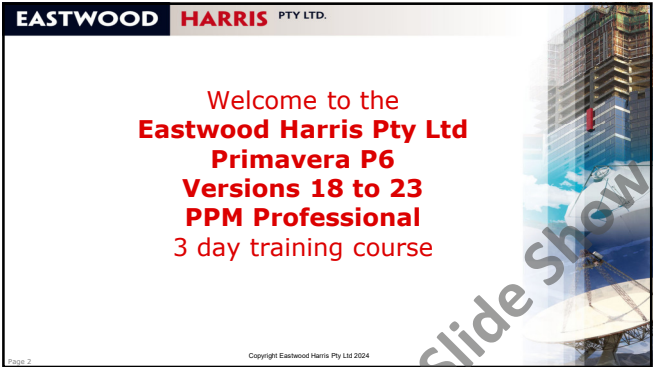 EASTWOOD HARRIS PTY LTD.
Welcome to the
Eastwood Harris Pty Ltd
Primavera P6
Versions 18 to 23
PPM Professional
3 day training course
Slide Show
Page 2
Copyright Eastwood Harris Pty Ltd 2024